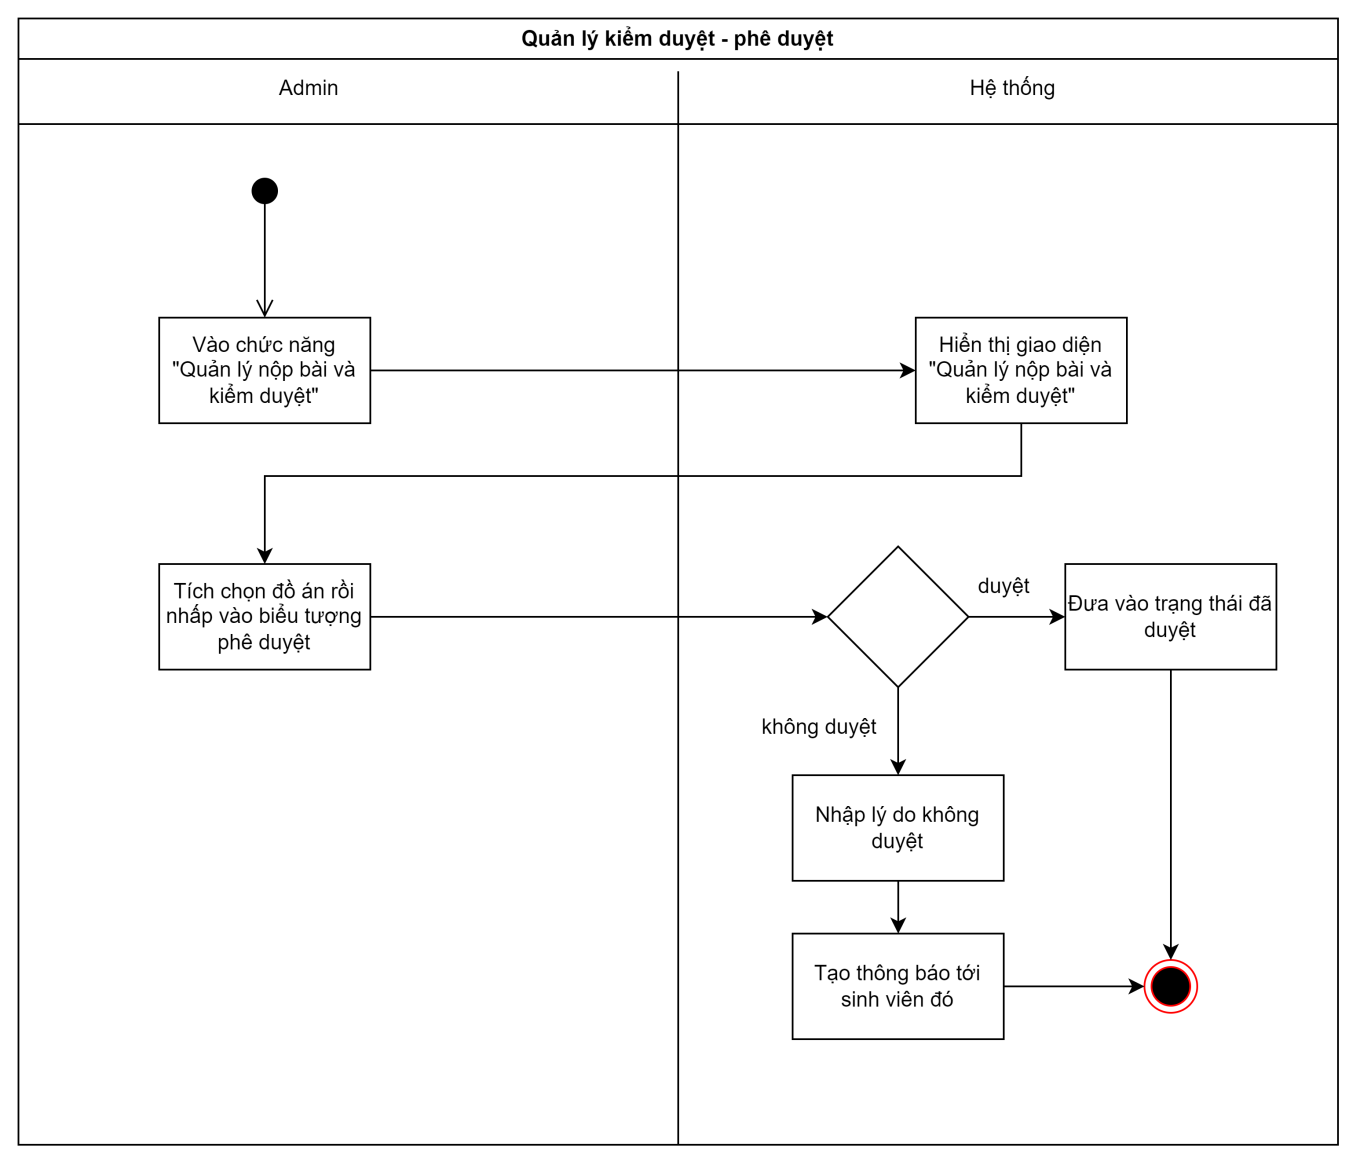 Quản lý kiểm duyệt - phê duyệt
Admin
Hệ thống
Vào chức năng
"Quản lý nộp bài và
kiểm duyệt"
Hiển thị giao diện
"Quản lý nộp bài và
kiểm duyệt"
Tích chọn đồ án rồi
nhấp vào biểu tượng
phê duyệt
duyệt
Đưa vào trạng thái đã
duyệt
không duyệt
Nhập lý do không
duyệt
Tạo thông báo tới
sinh viên đó